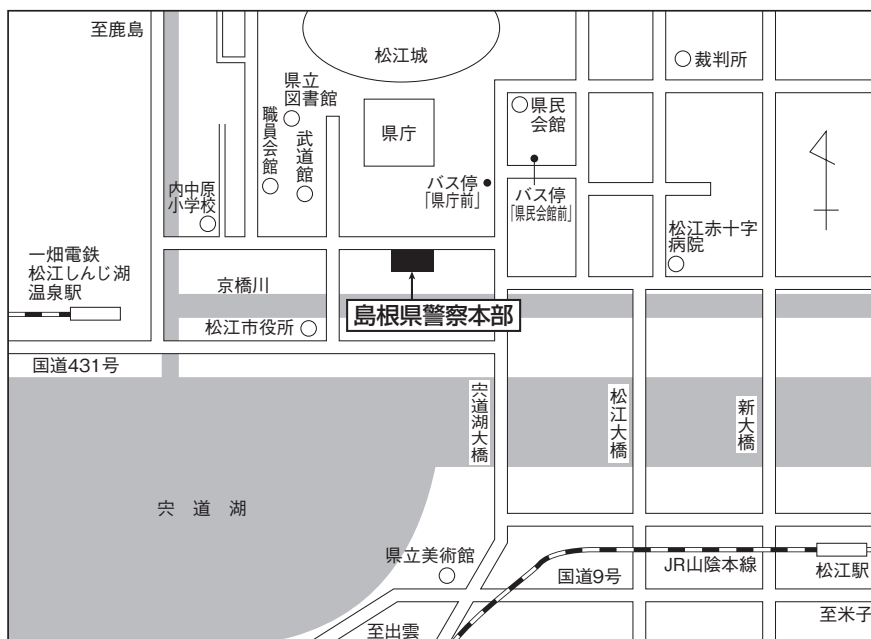 至鹿島
松江城
裁判所
県立
図書館
県民
会館
職員会館
武道館
県庁
内中原
小学校
バス停
「県庁前」
バス停
「県民会館前」
松江赤十字
病院
一畑電鉄
松江しんじ湖
温泉駅
京橋川
島根県警察本部
松江市役所
国道431号
宍道湖大橋
松江大橋
新大橋
宍道湖
県立美術館
国道9号
JR山陰本線
松江駅
至出雲
至米子